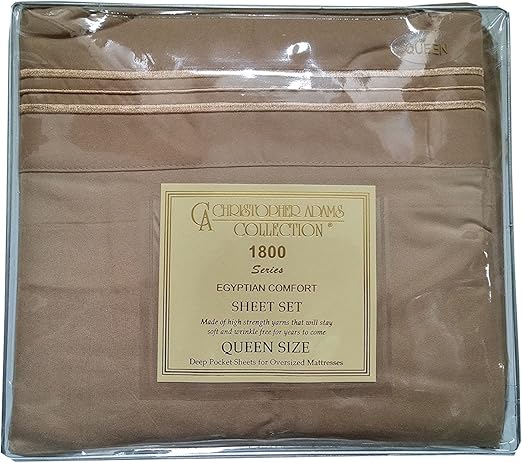 QUEEN
CA CHRISTOPHER ADAMS
COLLECTION ®
1800
Series
EGYPTIAN COMFORT
SHEET SET
Made of high strength yarns that will stay
soft and wrinkle free for years to come
QUEEN SIZE
Deep Pocket Sheets for Oversized Mattresses